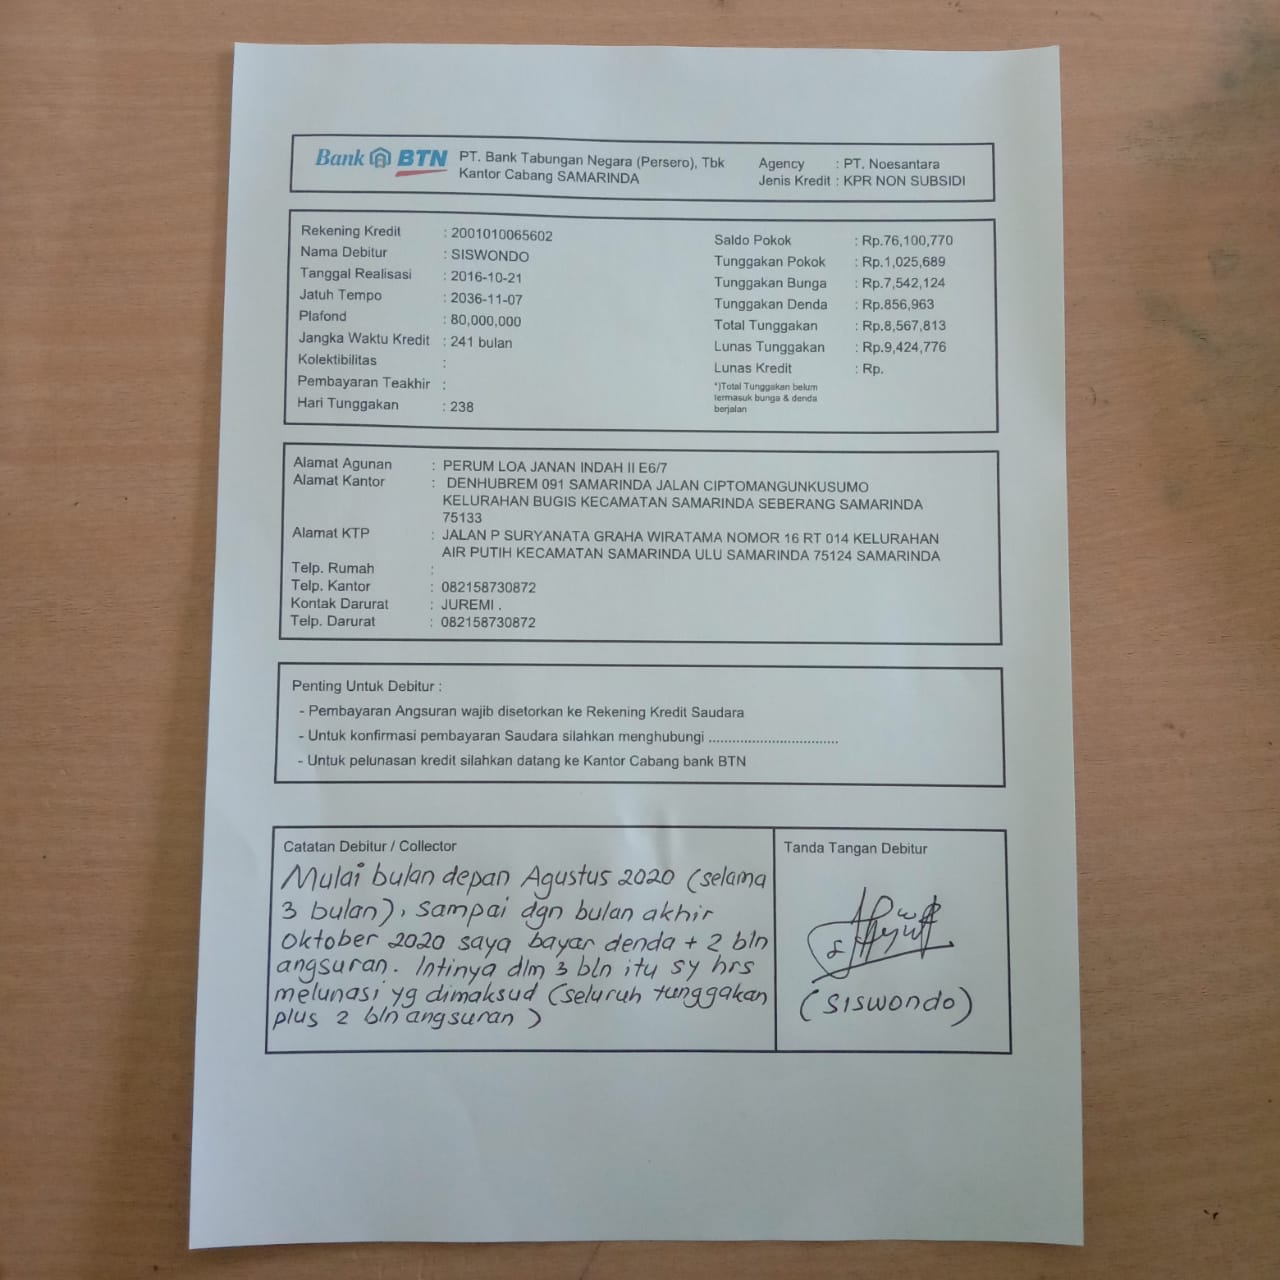 Bank BTN
PT. Bank Tabungan Negara (Persero), Tbk
Kantor Cabang SAMARINDA
Agency : PT. Noesantara
Jenis Kredit : KPR NON SUBSIDI
Rekening Kredit : 2001010065602
Nama Debitur : SISWONDO
Tanggal Realisasi : 2016-10-21
Jatuh Tempo : 2036-11-07
Plafond : 80,000,000
Jangka Waktu Kredit : 241 bulan
Kolektibilitas :
Pembayaran Teakhir :
Hari Tunggakan : 238
Saldo Pokok : Rp.76,100,770
Tunggakan Pokok : Rp.1,025,689
Tunggakan Bunga : Rp.7,542,124
Tunggakan Denda : Rp.856,963
Total Tunggakan : Rp.8,567,813
Lunas Tunggakan : Rp.9,424,776
Lunas Kredit : Rp.
*)Total Tunggakan belum
termasuk bunga & denda
berjalan
Alamat Agunan : PERUM LOA JANAN INDAH II E6/7
Alamat Kantor : DENHUBREM 091 SAMARINDA JALAN CIPTOMANGUNKUSUMO
KELURAHAN BUGIS KECAMATAN SAMARINDA SEBERANG SAMARINDA
75133
Alamat KTP : JALAN P SURYANATA GRAHA WIRATAMA NOMOR 16 RT 014 KELURAHAN
AIR PUTIH KECAMATAN SAMARINDA ULU SAMARINDA 75124 SAMARINDA
Telp. Rumah :
Telp. Kantor : 082158730872
Kontak Darurat : JUREMI .
Telp. Darurat : 082158730872
Penting Untuk Debitur :
- Pembayaran Angsuran wajib disetorkan ke Rekening Kredit Saudara
- Untuk konfirmasi pembayaran Saudara silahkan menghubungi .................................
- Untuk pelunasan kredit silahkan datang ke Kantor Cabang bank BTN
Catatan Debitur / Collector
Mulai bulan depan Agustus 2020 (selama
3 bulan), sampai dgn bulan akhir
Oktober 2020 saya bayar denda + 2 bln
angsuran. Intinya dlm 3 bln itu sy hrs
melunasi yg dimaksud (seluruh tunggakan
plus 2 bln angsuran)
Tanda Tangan Debitur
(SISWONDO)